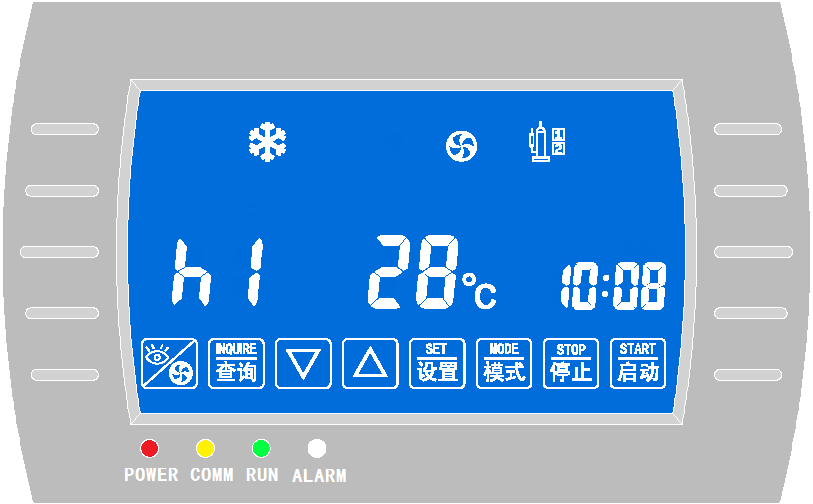 1
2
h1 28℃ 10:08
INQUIRE SET MODE STOP START
查询 设置 模式 停止 启动
POWER COMM RUN ALARM